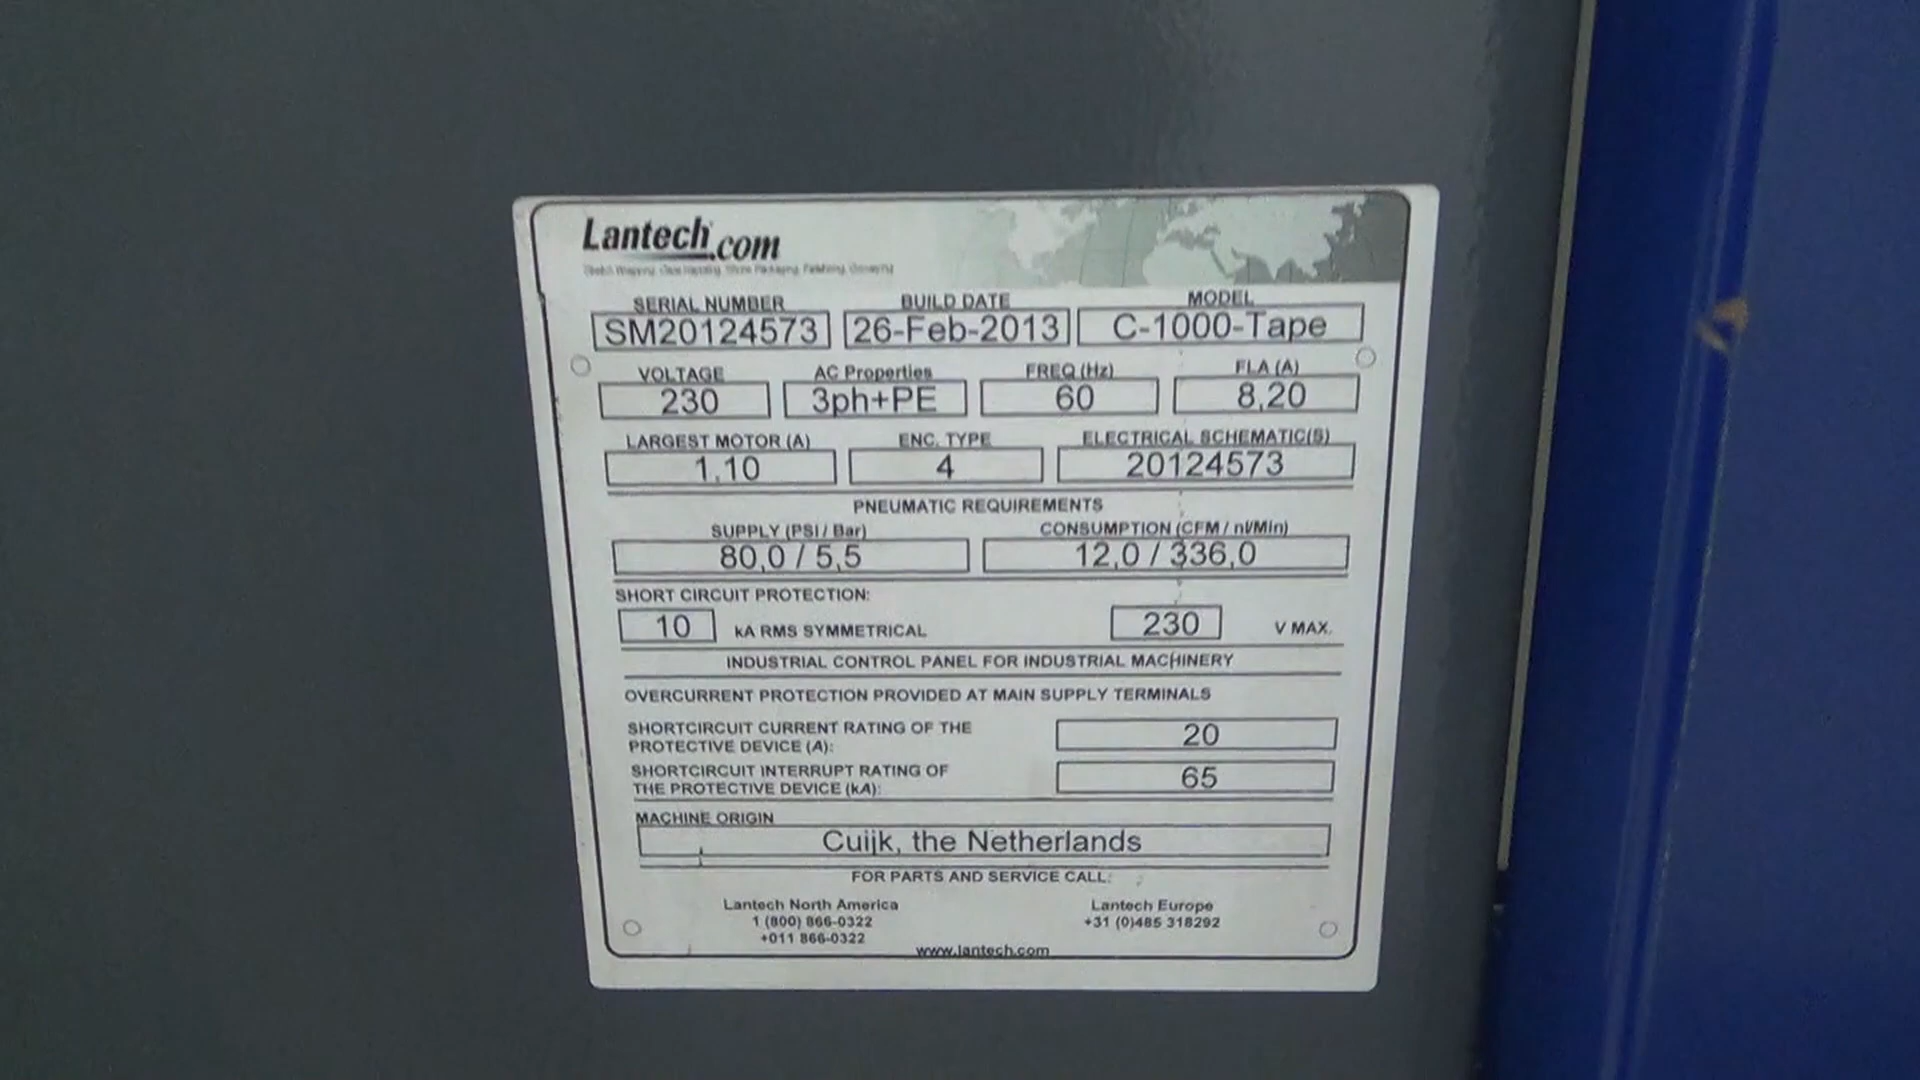 Lantech.com
SERIAL NUMBER BUILD DATE MODEL
SM20124573 26-Feb-2013 C-1000-Tape
VOLTAGE AC Properties FREQ (Hz) FLA (A)
230 3ph+PE 60 8,20
LARGEST MOTOR (A) ENC. TYPE ELECTRICAL SCHEMATIC(S)
1,10 4 20124573
PNEUMATIC REQUIREMENTS
SUPPLY (PSI / Bar) CONSUMPTION (CFM / nl/Min)
80,0 / 5,5 12,0 / 336,0
SHORT CIRCUIT PROTECTION:
10 kA RMS SYMMETRICAL 230 V MAX.
INDUSTRIAL CONTROL PANEL FOR INDUSTRIAL MACHINERY
OVERCURRENT PROTECTION PROVIDED AT MAIN SUPPLY TERMINALS
SHORTCIRCUIT CURRENT RATING OF THE
PROTECTIVE DEVICE (A): 20
SHORTCIRCUIT INTERRUPT RATING OF
THE PROTECTIVE DEVICE (kA): 65
MACHINE ORIGIN
Cuijk, the Netherlands
FOR PARTS AND SERVICE CALL:
Lantech North America Lantech Europe
1 (800) 866-0322 +31 (0)485 318292
+011 866-0322
www.lantech.com